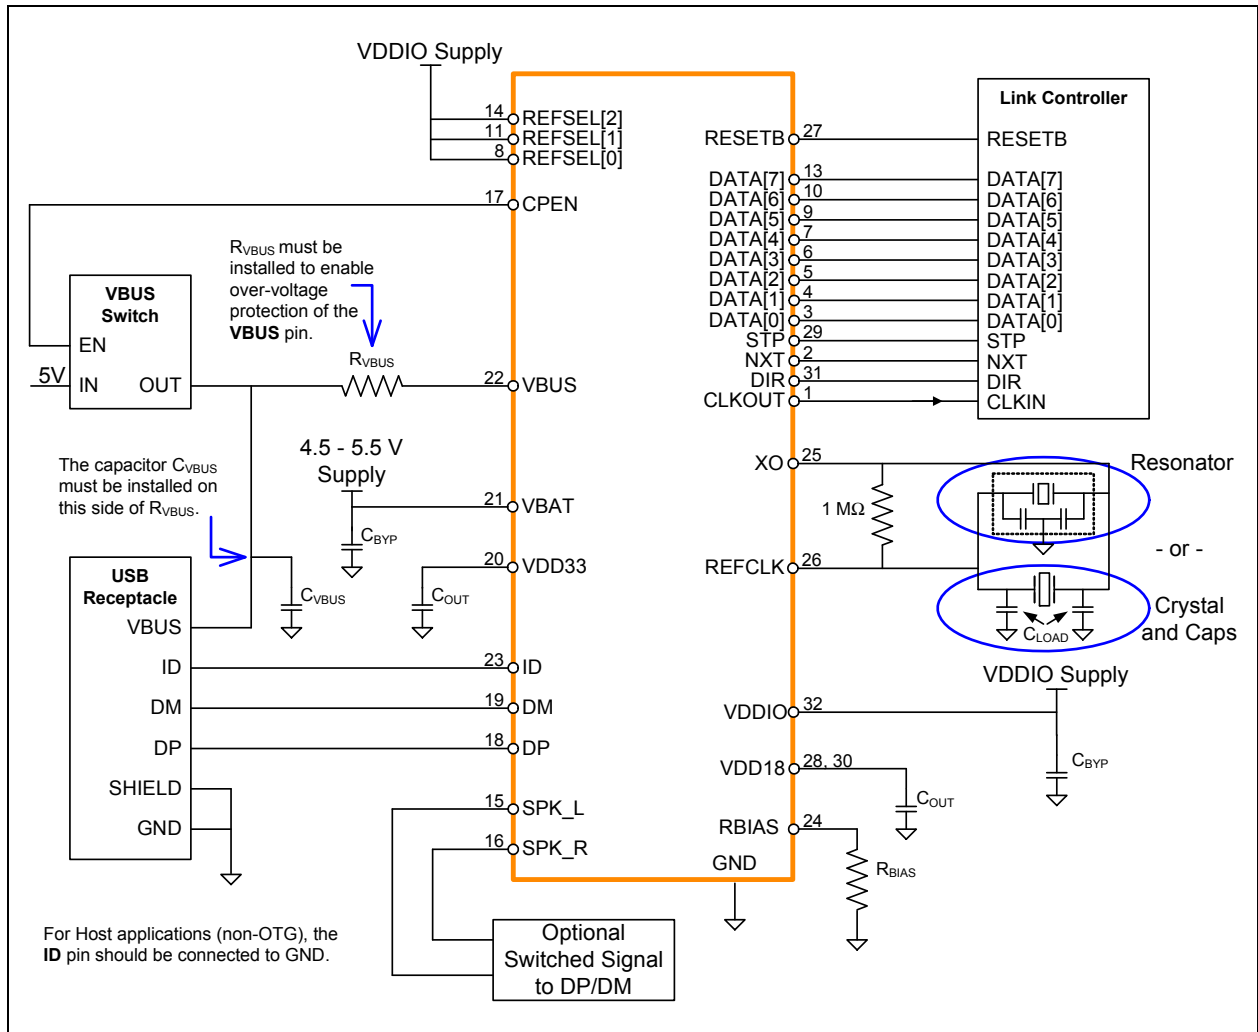 VDDIO Supply
14 REFSEL[2]
11 REFSEL[1]
8 REFSEL[0]
17 CPEN
RVBUS must be
installed to enable
over-voltage
protection of the
VBUS pin.
VBUS
Switch
EN
5V IN OUT
RVBUS
22 VBUS
4.5 - 5.5 V
Supply
21 VBAT
CBYP
The capacitor CVBUS
must be installed on
this side of RVBUS.
20 VDD33
COUT
CVBUS
USB
Receptacle
VBUS
ID
23 ID
DM
19 DM
DP
18 DP
SHIELD
GND
15 SPK_L
16 SPK_R
GND
Optional
Switched Signal
to DP/DM
For Host applications (non-OTG), the
ID pin should be connected to GND.
Link Controller
RESETB 27 RESETB
DATA[7] 13 DATA[7]
DATA[6] 10 DATA[6]
DATA[5] 9 DATA[5]
DATA[4] 7 DATA[4]
DATA[3] 6 DATA[3]
DATA[2] 5 DATA[2]
DATA[1] 4 DATA[1]
DATA[0] 3 DATA[0]
STP 29 STP
NXT 2 NXT
DIR 31 DIR
CLKOUT 1 CLKIN
XO 25
Resonator
1 MΩ
- or -
REFCLK 26
CLOAD
Crystal
and Caps
VDDIO Supply
VDDIO 32
CBYP
VDD18 28, 30
COUT
RBIAS 24
RBIAS